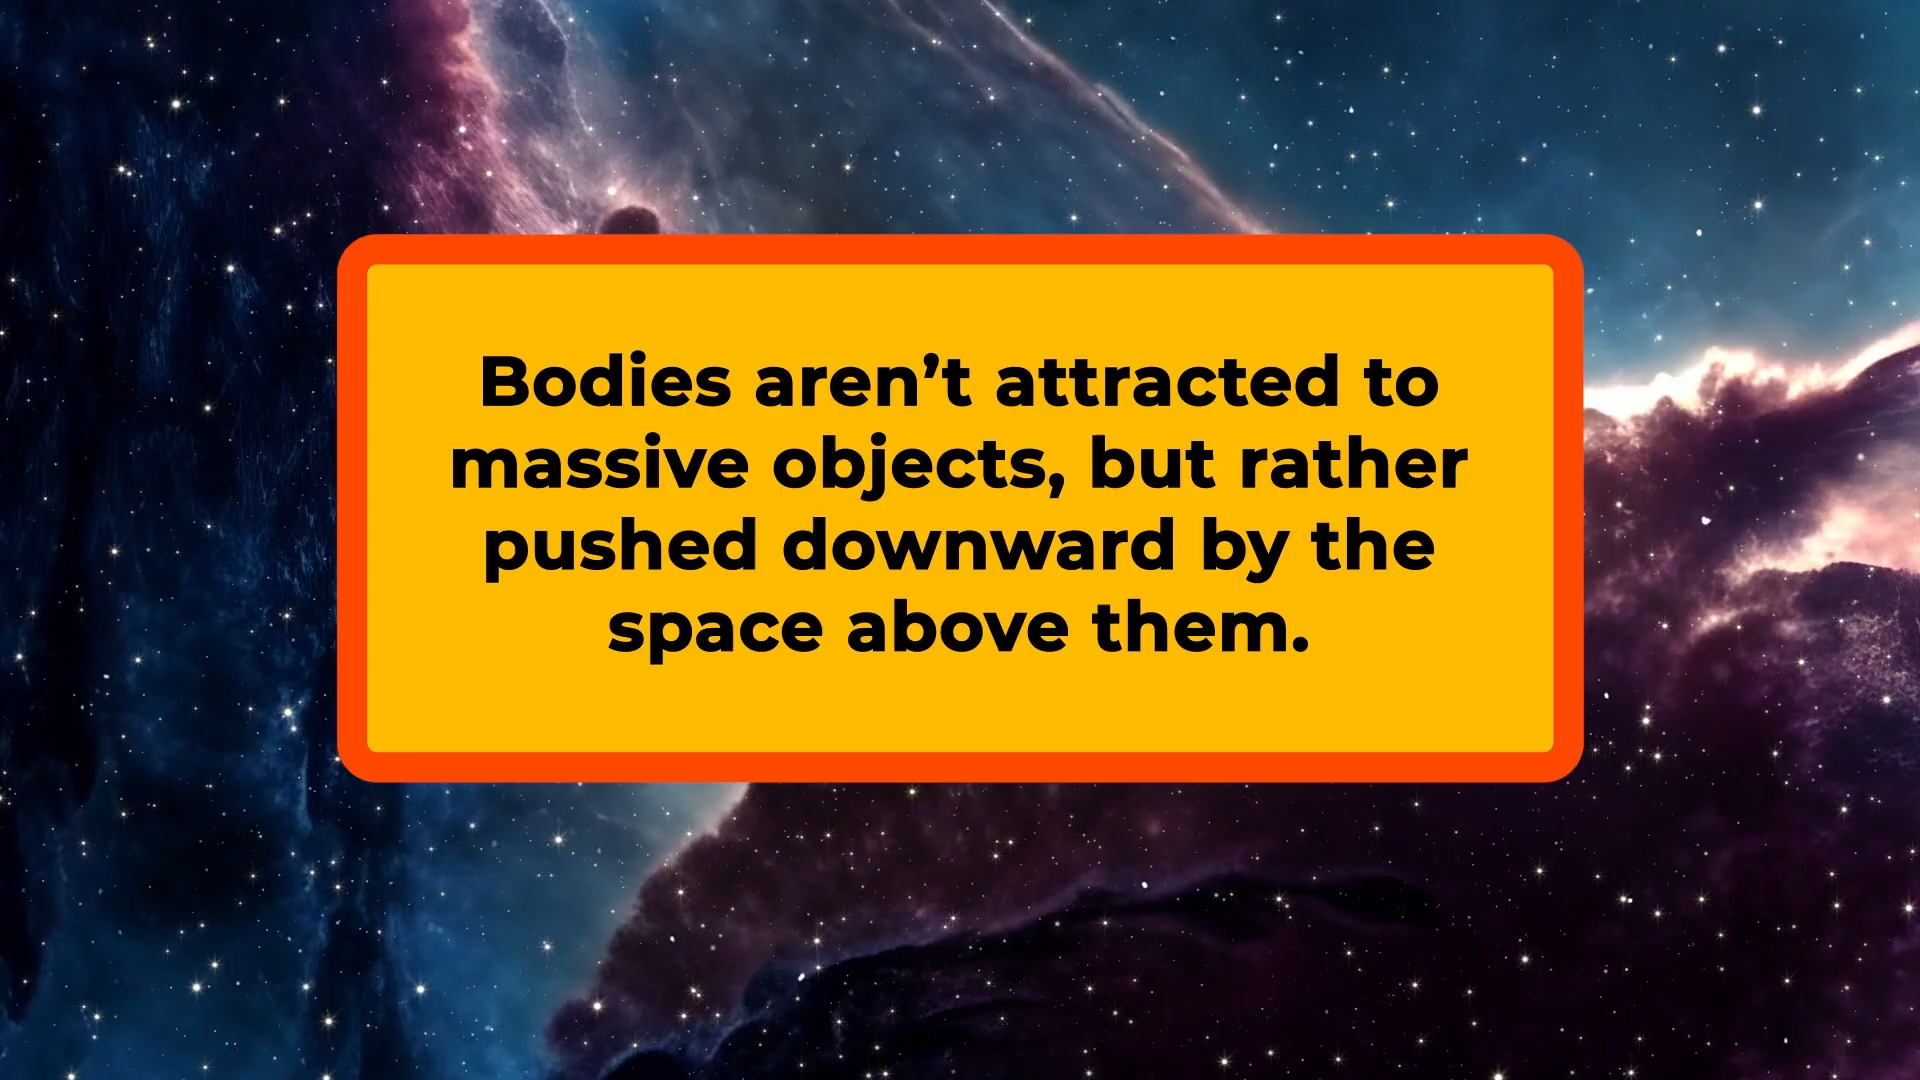 Bodies aren’t attracted to
massive objects, but rather
pushed downward by the
space above them.